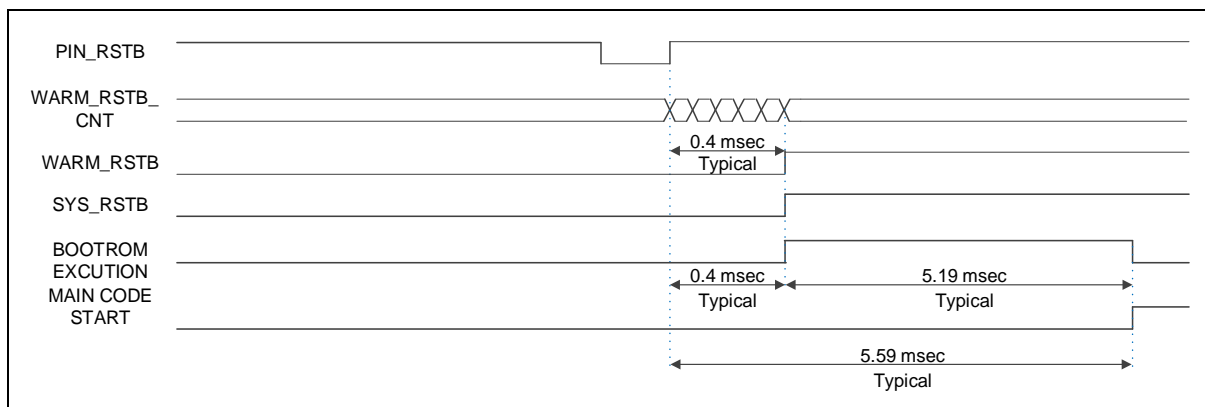 PIN_RSTB
WARM_RSTB_
CNT
0.4 msec
Typical
WARM_RSTB
SYS_RSTB
BOOTROM
EXCUTION
0.4 msec
Typical
5.19 msec
Typical
MAIN CODE
START
5.59 msec
Typical